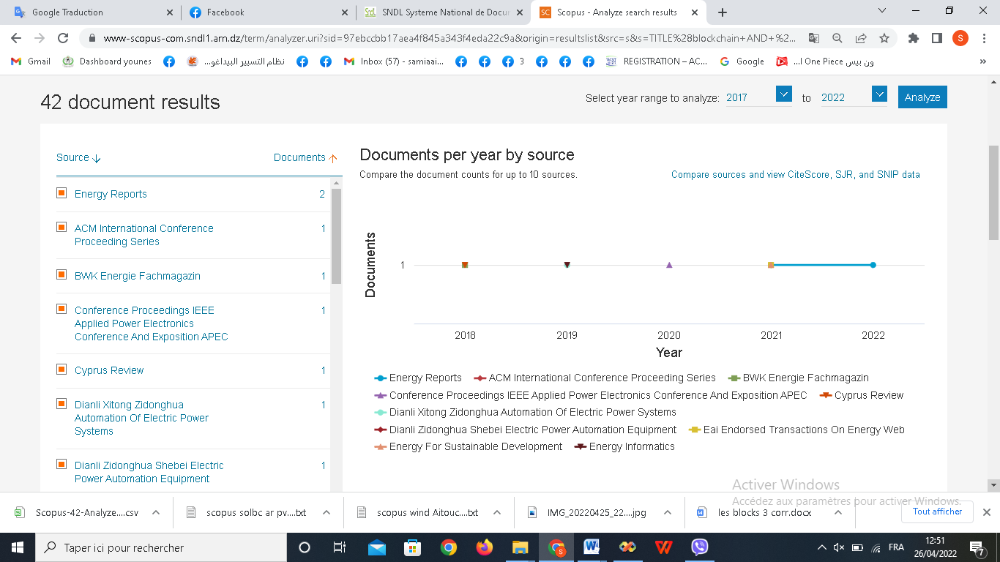 Google Traduction
Facebook
SNDL Systeme National de Docur
Scopus - Analyze search results
www-scopus-com.sndl1.arn.dz/term/analyzer.uri?sid=97ebccbb17aea4f845a343f4eda22c9a&origin=resultslist&src=s&s=TITLE%28blockchain+AND+%2...
S
Gmail
Dashboard younes
نظام التسيير البيداغو...
Inbox (57) - samiaai...
3
REGISTRATION – AC...
Google
ون بيس One Piece ا...
»
42 document results
Select year range to analyze: 2017 to 2022 Analyze
Source Documents
Energy Reports 2
ACM International Conference 1
Proceeding Series
BWK Energie Fachmagazin 1
Conference Proceedings IEEE 1
Applied Power Electronics
Conference And Exposition APEC
Cyprus Review 1
Dianli Xitong Zidonghua 1
Automation Of Electric Power
Systems
Dianli Zidonghua Shebei Electric 1
Power Automation Equipment
Documents per year by source
Compare the document counts for up to 10 sources.
Compare sources and view CiteScore, SJR, and SNIP data
Documents
1
2018 2019 2020 2021 2022
Year
Energy Reports ACM International Conference Proceeding Series BWK Energie Fachmagazin
Conference Proceedings IEEE Applied Power Electronics Conference And Exposition APEC Cyprus Review
Dianli Xitong Zidonghua Automation Of Electric Power Systems
Dianli Zidonghua Shebei Electric Power Automation Equipment Eai Endorsed Transactions On Energy Web
Energy For Sustainable Development Energy Informatics
Activer Windows
Accédez aux paramètres pour activer Windows.
Scopus-42-Analyze....csv
scopus solbc ar pv....txt
scopus wind Aitouc....txt
IMG_20220425_22....jpg
les blocks 3 corr.docx
Tout afficher
Taper ici pour rechercher
FRA
12:51
26/04/2022
7